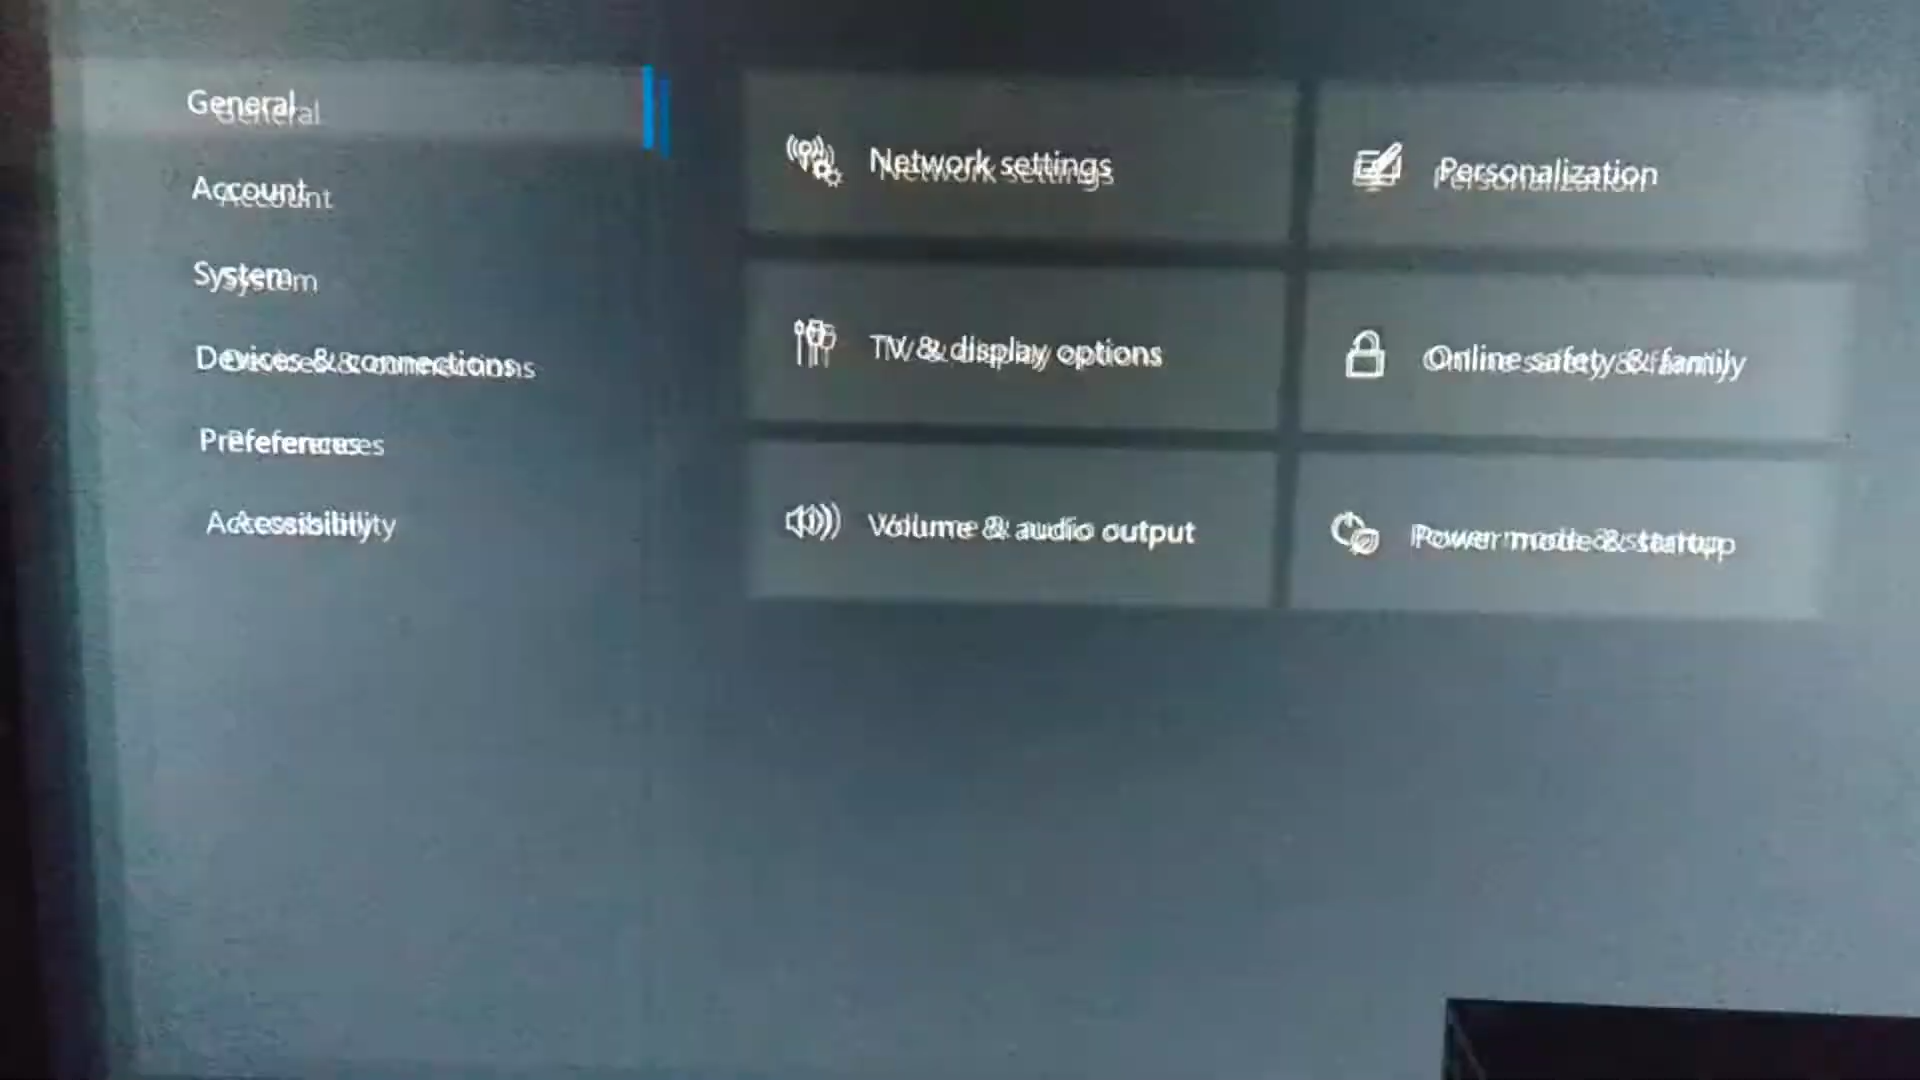 General
Account
System
Devices & connections
Preferences
Accessibility
Network settings
Personalization
TV & display options
Online safety & family
Volume & audio output
Power mode & startup